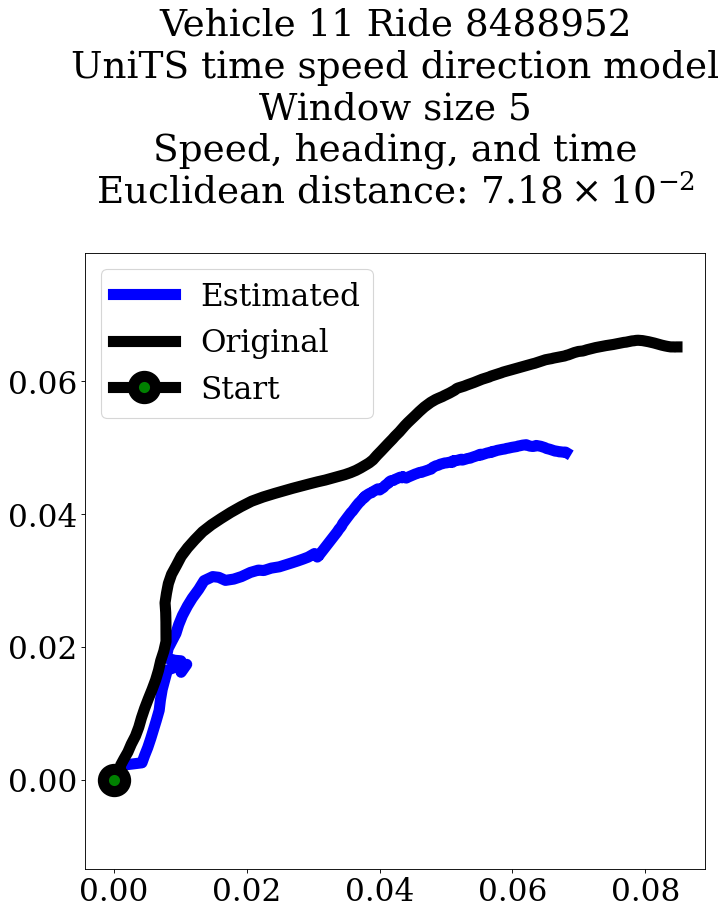 Vehicle 11 Ride 8488952
UniTS time speed direction model
Window size 5
Speed, heading, and time
Euclidean distance: $7.18 \times 10^{-2}$
Estimated
Original
Start
0.06
0.04
0.02
0.00
0.00 0.02 0.04 0.06 0.08